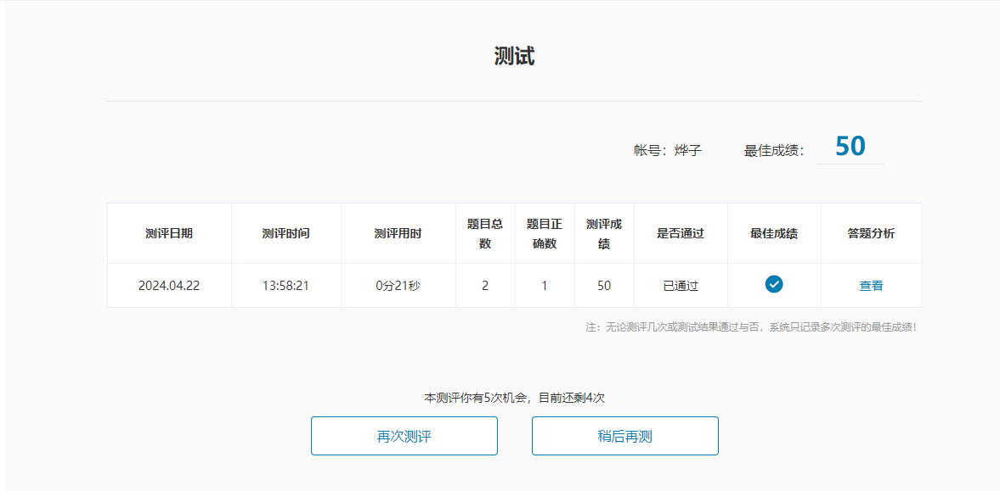 测试
帐号：烨子 最佳成绩： 50
测评日期 测评时间 测评用时 题目总数 题目正确数 测评成绩 是否通过 最佳成绩 答题分析
2024.04.22 13:58:21 0分21秒 2 1 50 已通过 查看
注：无论测评几次或测试结果通过与否，系统只记录多次测评的最佳成绩！
本测评你有5次机会，目前还剩4次
再次测评 稍后再测